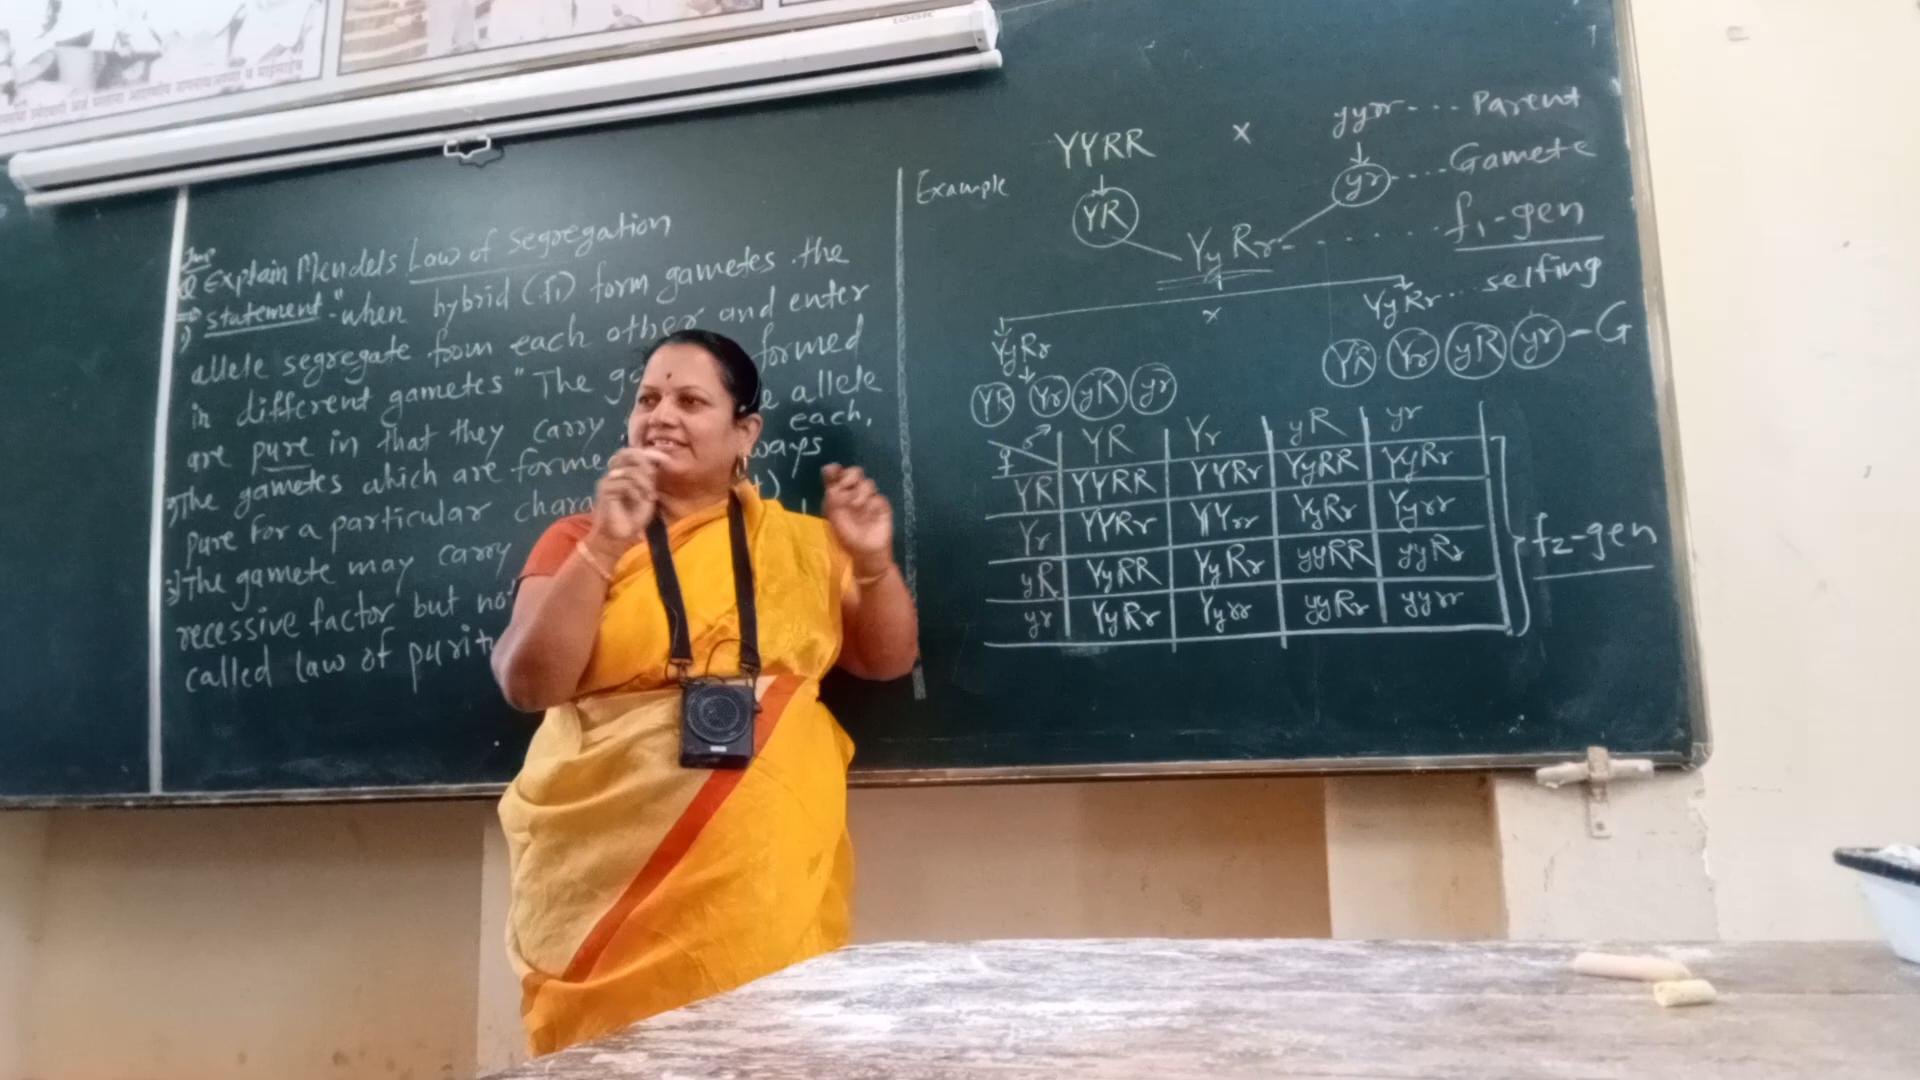 LOGIC
Imp
Q Explain Mendels Law of segregation
⇒ statement - "when hybrid (f1) form gametes the
1) allele segregate from each other and enter
in different gametes" The formed
are pure in that they carry allele
each,
2) The gametes which are forme ways
pure for a particular chara
3) The gamete may carry
recessive factor but no
called law of purit
Example
YYRR × yyrr .... Parent
↓ ↓
YR yr .... Gamete
YyRr - ...... f1-gen
YyRr × YyRr ... selfing
YR Yr yR yr
YR Yr yR yr - G
♀ ♂ YR Yr yR yr
YR YYRR YYRr YyRR YyRr
Yr YYRr YYrr YyRr Yyrr
yR YyRR YyRr yyRR yyRr
yr YyRr Yyrr yyRr yyrr
f2-gen